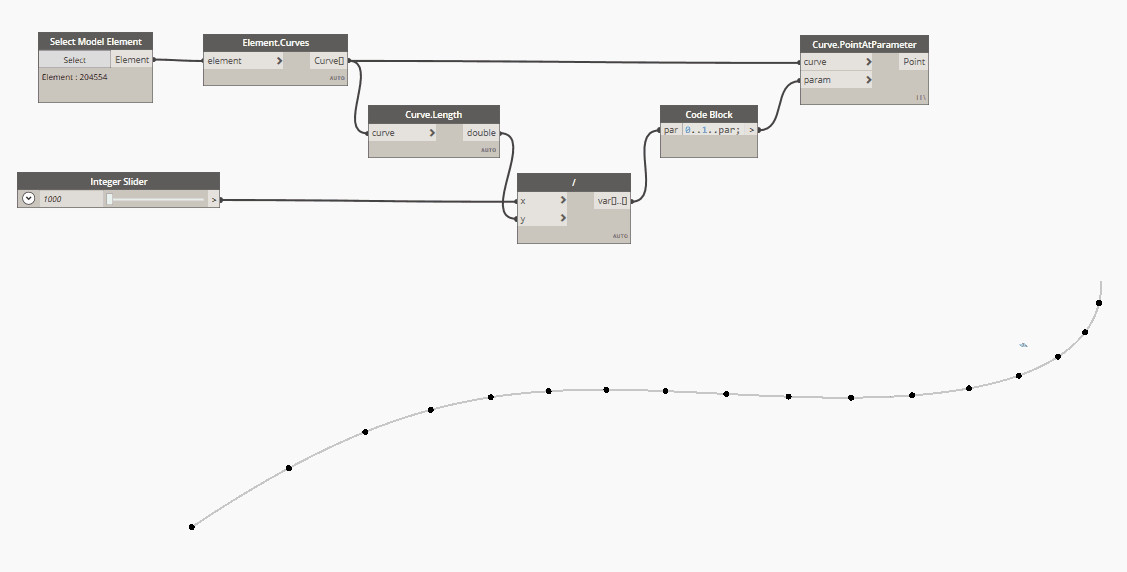 Select Model Element
Select
Element
Element : 204554
Element.Curves
element >
Curve[]
AUTO
Curve.PointAtParameter
curve >
Point
param >
Curve.Length
curve >
double
AUTO
Code Block
par
0..1..par;
>
Integer Slider
1000
>
/
x >
var[]..[]
y >
AUTO